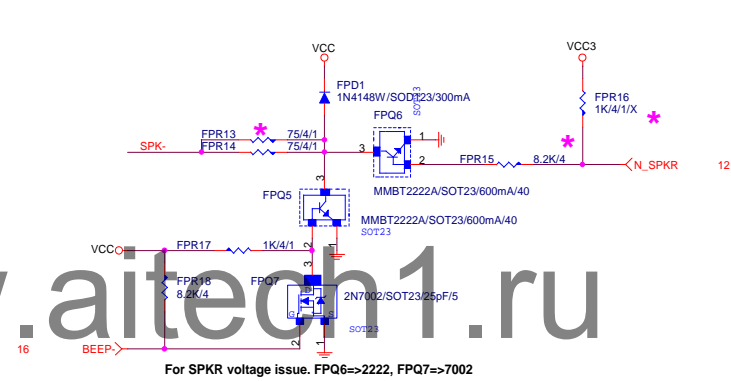 VCC
VCC3
FPD1
1N4148W/SOD123/300mA
SOT23
FPR16
1K/4/1/X
*
FPQ6
FPR13 75/4/1
*
1
*
SPK-
FPR14 75/4/1
3
2
FPR15 8.2K/4
N_SPKR 12
3
MMBT2222A/SOT23/600mA/40
FPQ5
MMBT2222A/SOT23/600mA/40
SOT23
2
1
VCC
FPR17 1K/4/1
3
FPR18
8.2K/4
FPQ7
D
2N7002/SOT23/25pF/5
G S
SOT23
.aitech1.ru
2
1
16 BEEP-
For SPKR voltage issue. FPQ6=>2222, FPQ7=>7002